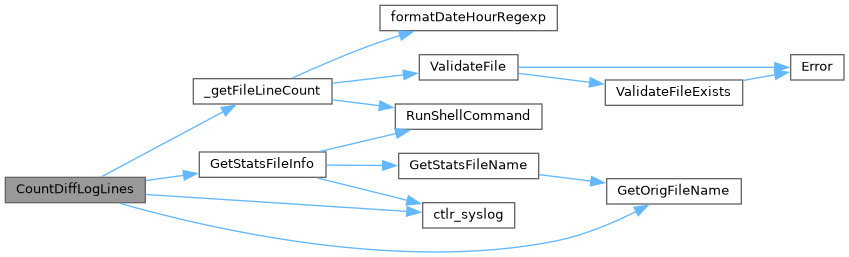 formatDateHourRegexp
ValidateFile
Error
_getFileLineCount
ValidateFileExists
RunShellCommand
GetStatsFileInfo
GetStatsFileName
CountDiffLogLines
GetOrigFileName
ctlr_syslog